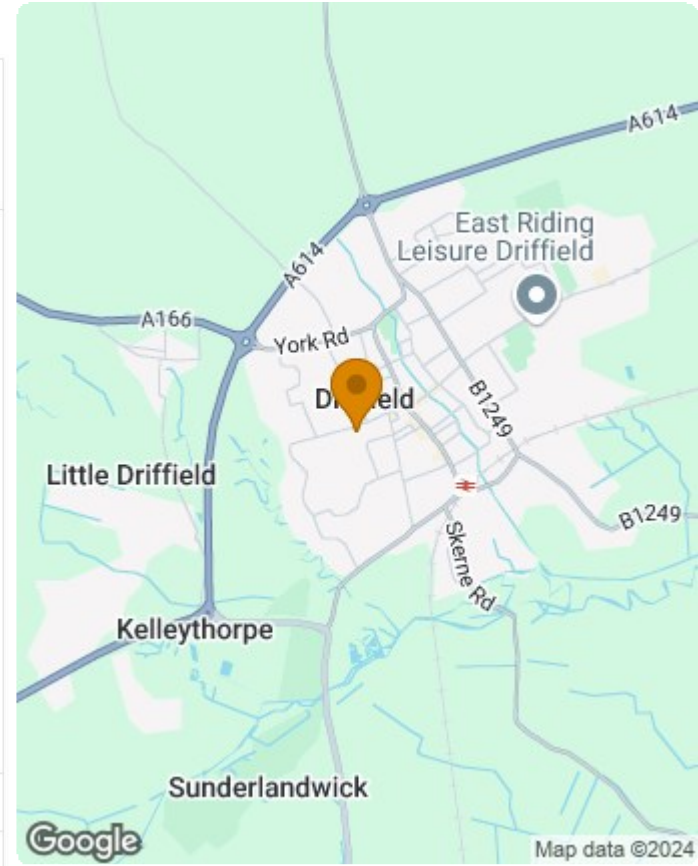 A614
East Riding
Leisure Driffield
A614
A166
York Rd
Driffield
B1249
Little Driffield
B1249
Skerne Rd
Kelleythorpe
Sunderlandwick
Google
Map data ©2024